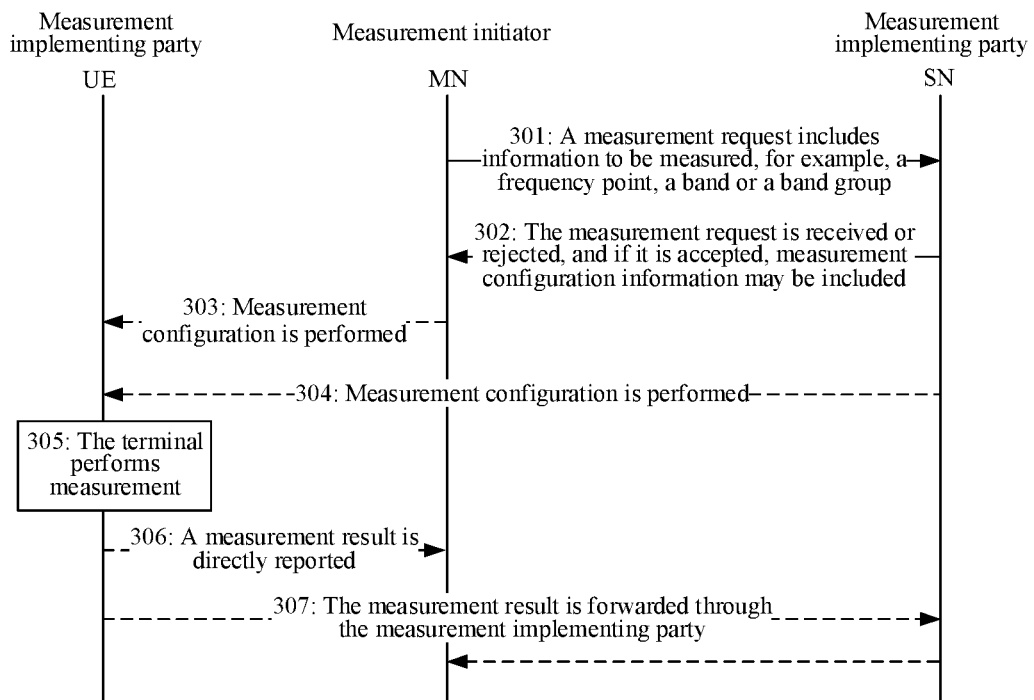 Measurement
implementing party
UE
Measurement initiator
MN
Measurement
implementing party
SN
301: A measurement request includes
information to be measured, for example, a
frequency point, a band or a band group
302: The measurement request is received or
rejected, and if it is accepted, measurement
configuration information may be included
303: Measurement
configuration is performed
304: Measurement configuration is performed
305: The terminal
performs
measurement
306: A measurement result is
directly reported
307: The measurement result is forwarded through
the measurement implementing party